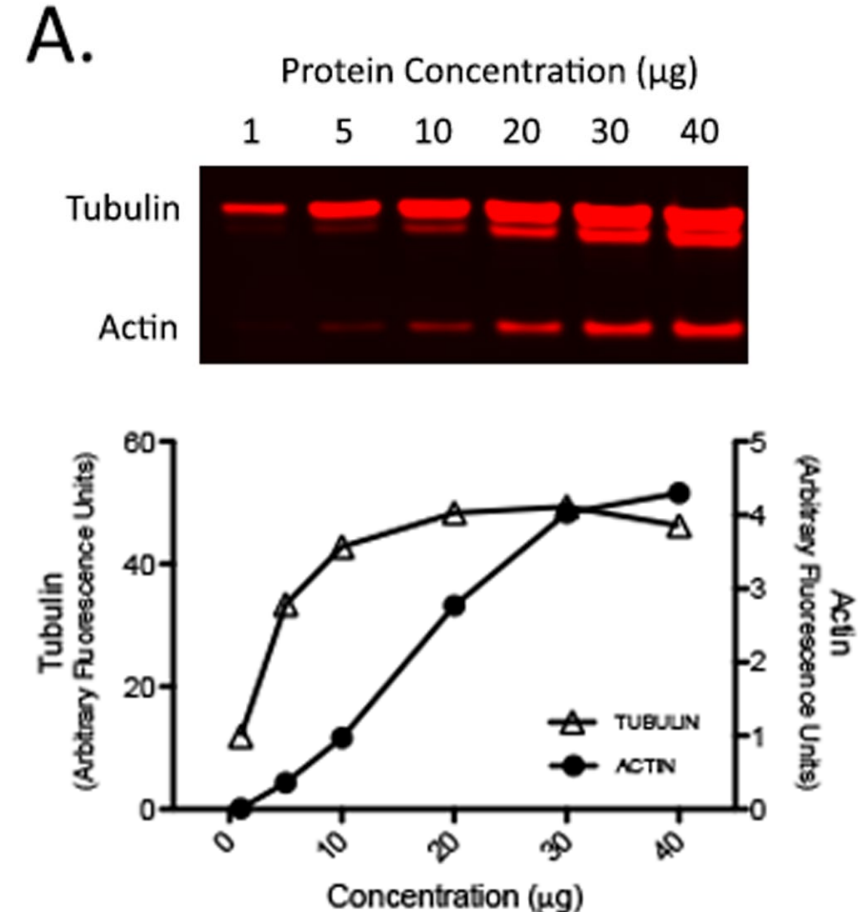 A.
Protein Concentration (µg)
1 5 10 20 30 40
Tubulin
Actin
60
40
20
0
Tubulin
(Arbitrary Fluorescence Units)
5
4
3
2
1
0
Actin
(Arbitrary Fluorescence Units)
TUBULIN
ACTIN
0 10 20 30 40
Concentration (µg)